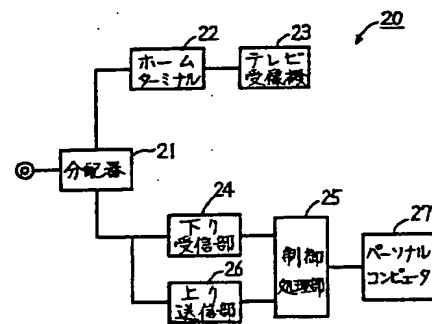 20
22
ホーム
ターミナル
23
テレビ
受像機
21
分配器
24
下り
受信部
25
制御
処理部
26
上り
送信部
27
パーソナル
コンピュータ